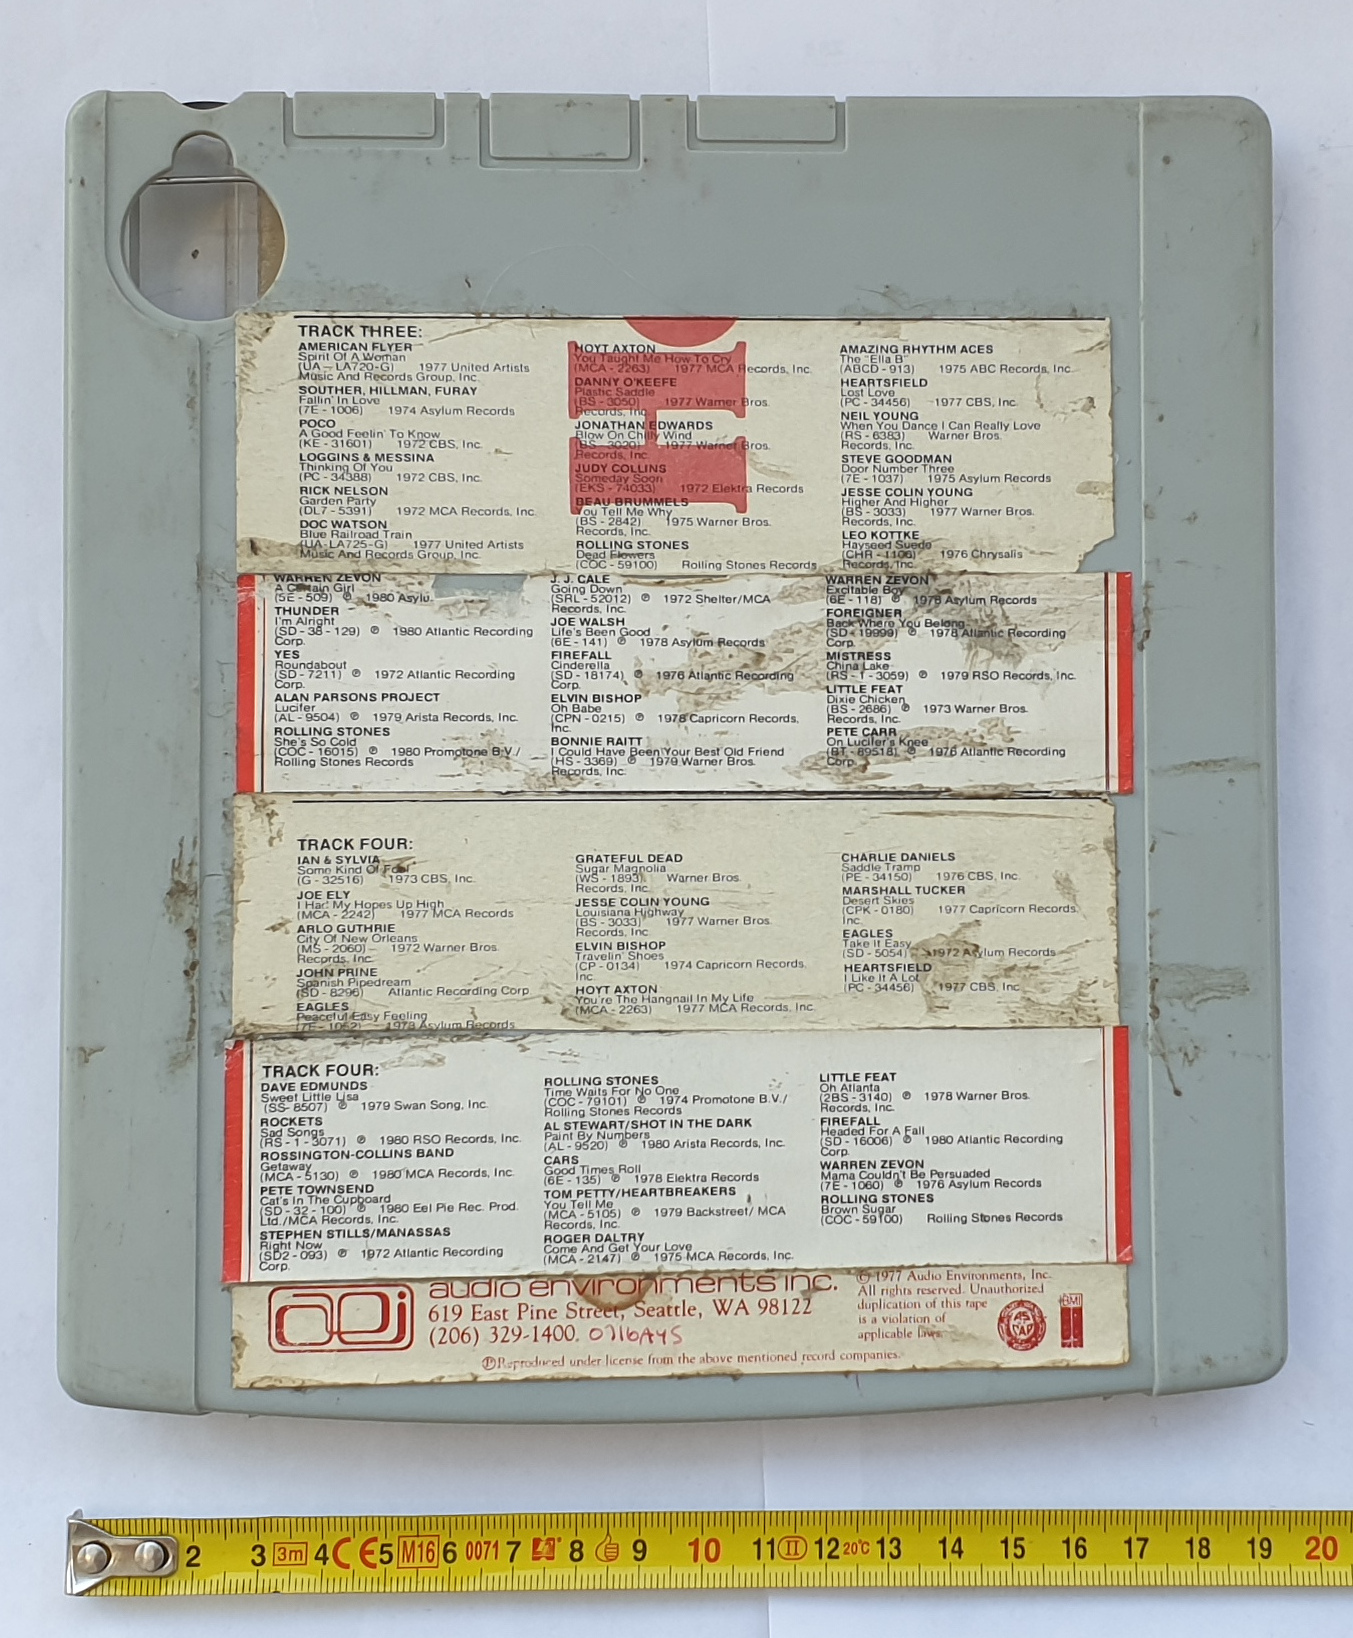 TRACK THREE:
AMERICAN FLYER
Spirit Of A Woman
(UA-LA720-G) 1977 United Artists
Music And Records Group, Inc.
SOUTHER, HILLMAN, FURAY
Fallin' In Love
(7E - 1006) 1974 Asylum Records
POCO
A Good Feelin' To Know
(KE - 31601) 1972 CBS, Inc.
LOGGINS & MESSINA
Thinking Of You
(PC - 34388) 1972 CBS, Inc.
RICK NELSON
Garden Party
(DL7 - 5391) 1972 MCA Records, Inc.
DOC WATSON
Blue Railroad Train
(UA-LA725-G) 1977 United Artists
Music And Records Group, Inc.
HOYT AXTON
You Taught Me How To Cry
(MCA - 2263) 1977 MCA Records, Inc.
DANNY O'KEEFE
Plastic Saddle
(BS - 3050) 1977 Warner Bros.
Records, Inc.
JONATHAN EDWARDS
Blow On Chilly Wind
(BS - 3020) 1977 Warner Bros.
Records, Inc.
JUDY COLLINS
Someday Soon
(EKS - 74033) 1972 Elektra Records
BEAU BRUMMELS
You Tell Me Why
(BS - 2842) 1975 Warner Bros.
Records, Inc.
ROLLING STONES
Dead Flowers
(COC - 59100) Rolling Stones Records
AMAZING RHYTHM ACES
The "Ella B"
(ABCD - 913) 1975 ABC Records, Inc.
HEARTSFIELD
Lost Love
(PC - 34456) 1977 CBS, Inc.
NEIL YOUNG
When You Dance I Can Really Love
(RS - 6383) Warner Bros.
Records, Inc.
STEVE GOODMAN
Door Number Three
(7E - 1037) 1975 Asylum Records
JESSE COLIN YOUNG
Higher And Higher
(BS - 3033) 1977 Warner Bros.
Records, Inc.
LEO KOTTKE
Hayseed Suede
(CHR - 1106) 1976 Chrysalis
Records, Inc.
WARREN ZEVON
A Certain Girl
(5E - 509) ℗ 1980 Asylu
THUNDER
I'm Alright
(SD - 38 - 129) ℗ 1980 Atlantic Recording
Corp.
YES
Roundabout
(SD - 7211) ℗ 1972 Atlantic Recording
Corp.
ALAN PARSONS PROJECT
Lucifer
(AL - 9504) ℗ 1979 Arista Records, Inc.
ROLLING STONES
She's So Cold
(COC - 16015) ℗ 1980 Promotone B.V./
Rolling Stones Records
J. J. CALE
Going Down
(SRL - 52012) ℗ 1972 Shelter/MCA
Records, Inc.
JOE WALSH
Life's Been Good
(6E - 141) ℗ 1978 Asylum Records
FIREFALL
Cinderella
(SD - 18174) ℗ 1976 Atlantic Recording
Corp.
ELVIN BISHOP
Oh Babe
(CPN - 0215) ℗ 1978 Capricorn Records,
Inc.
BONNIE RAITT
I Could Have Been Your Best Old Friend
(HS - 3369) ℗ 1979 Warner Bros.
Records, Inc.
WARREN ZEVON
Excitable Boy
(6E - 118) ℗ 1978 Asylum Records
FOREIGNER
Back Where You Belong
(SD - 19999) ℗ 1978 Atlantic Recording
Corp.
MISTRESS
China Lake
(RS - 1 - 3059) ℗ 1979 RSO Records, Inc.
LITTLE FEAT
Dixie Chicken
(BS - 2686) ℗ 1973 Warner Bros.
Records, Inc.
PETE CARR
On Lucifer's Knee
(BT - 89518) ℗ 1976 Atlantic Recording
Corp.
TRACK FOUR:
IAN & SYLVIA
Some Kind Of Fool
(G - 32516) 1973 CBS, Inc.
JOE ELY
I Had My Hopes Up High
(MCA - 2242) 1977 MCA Records
ARLO GUTHRIE
City Of New Orleans
(MS - 2060) 1972 Warner Bros.
Records, Inc.
JOHN PRINE
Spanish Pipedream
(SD - 8296) Atlantic Recording Corp.
EAGLES
Peaceful Easy Feeling
(7E - 1052) 1973 Asylum Records
GRATEFUL DEAD
Sugar Magnolia
(WS - 1893) Warner Bros.
Records, Inc.
JESSE COLIN YOUNG
Louisiana Highway
(BS - 3033) 1977 Warner Bros.
ELVIN BISHOP
Travelin' Shoes
(CP - 0134) 1974 Capricorn Records,
Inc.
HOYT AXTON
You're The Hangnail In My Life
(MCA - 2263) 1977 MCA Records, Inc.
CHARLIE DANIELS
Saddle Tramp
(PE - 34150) 1976 CBS, Inc.
MARSHALL TUCKER
Desert Skies
(CPK - 0180) 1977 Capricorn Records,
Inc.
EAGLES
Take It Easy
(SD - 5054) 1972 Asylum Records
HEARTSFIELD
I Like It A Lot
(PC - 34456) 1977 CBS, Inc.
TRACK FOUR:
DAVE EDMUNDS
Sweet Little Lisa
(SS- 8507) ℗ 1979 Swan Song, Inc.
ROCKETS
Sad Songs
(RS - 1 - 3071) ℗ 1980 RSO Records, Inc.
ROSSINGTON-COLLINS BAND
Getaway
(MCA - 5130) ℗ 1980 MCA Records, Inc.
PETE TOWNSEND
Cat's In The Cupboard
(SD - 32 - 100) ℗ 1980 Eel Pie Rec. Prod.
Ltd./MCA Records, Inc.
STEPHEN STILLS/MANASSAS
Right Now
(SD2 - 093) ℗ 1972 Atlantic Recording
Corp.
ROLLING STONES
Time Waits For No One
(COC - 79101) ℗ 1974 Promotone B.V./
Rolling Stones Records
AL STEWART/SHOT IN THE DARK
Paint By Numbers
(AL - 9520) ℗ 1980 Arista Records, Inc.
CARS
Good Times Roll
(6E - 135) ℗ 1978 Elektra Records
TOM PETTY/HEARTBREAKERS
You Tell Me
(MCA - 5105) ℗ 1979 Backstreet/ MCA
Records, Inc.
ROGER DALTRY
Come And Get Your Love
(MCA - 2147) ℗ 1975 MCA Records, Inc.
LITTLE FEAT
Oh Atlanta
(2BS - 3140) ℗ 1978 Warner Bros.
Records, Inc.
FIREFALL
Headed For A Fall
(SD - 16006) ℗ 1980 Atlantic Recording
Corp.
WARREN ZEVON
Mama Couldn't Be Persuaded
(7E - 1060) ℗ 1976 Asylum Records
ROLLING STONES
Brown Sugar
(COC - 59100) Rolling Stones Records
aei
audio environments inc.
619 East Pine Street, Seattle, WA 98122
(206) 329-1400. 0716A45
© 1977 Audio Environments, Inc.
All rights reserved. Unauthorized
duplication of this tape
is a violation of
applicable laws.
ASCAP
BMI
℗ Reproduced under license from the above mentioned record companies.
2 3 3m 4 CE 5 M16 6 0071 7 8 9 10 11 II 12 20°C 13 14 15 16 17 18 19 20